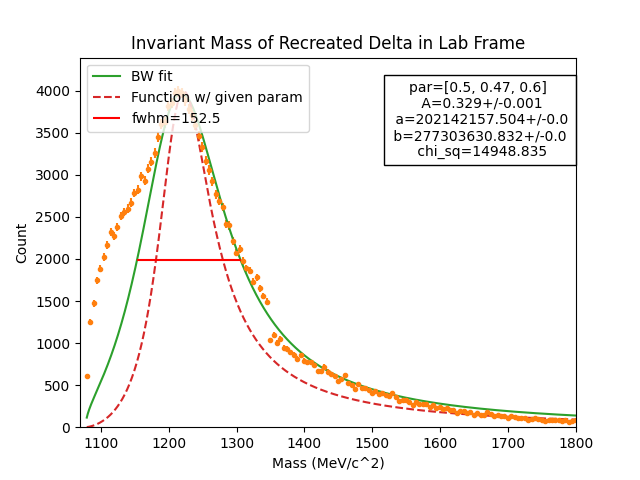 Invariant Mass of Recreated Delta in Lab Frame
BW fit
Function w/ given param
fwhm=152.5
par=[0.5, 0.47, 0.6]
A=0.329+/-0.001
a=202142157.504+/-0.0
b=277303630.832+/-0.0
chi_sq=14948.835
4000
3500
3000
2500
2000
1500
1000
500
0
Count
1100 1200 1300 1400 1500 1600 1700 1800
Mass (MeV/c^2)